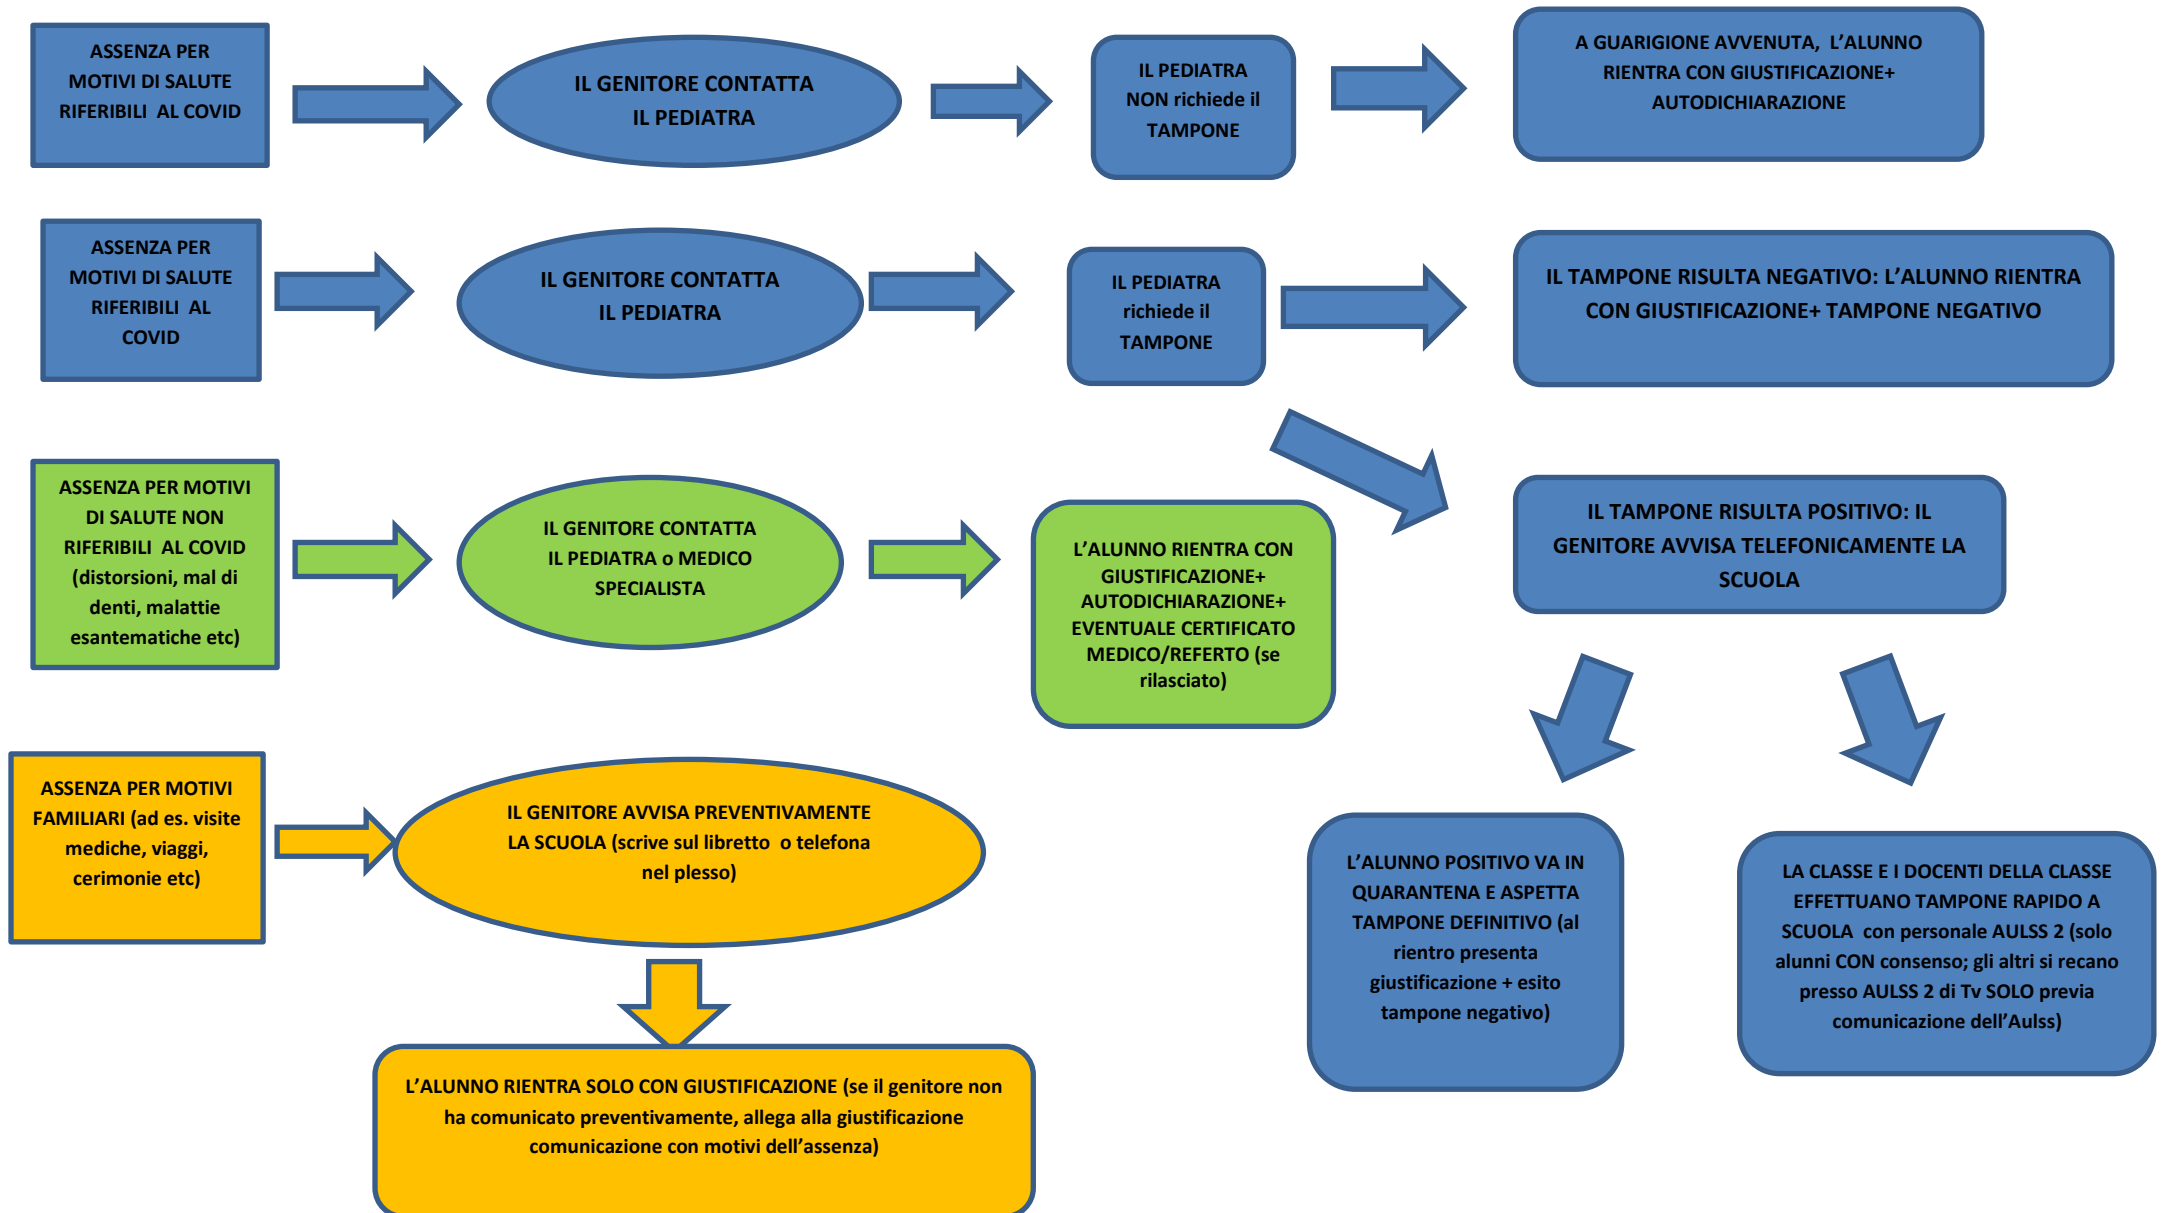 ASSENZA PER
MOTIVI DI SALUTE
RIFERIBILI AL COVID
IL GENITORE CONTATTA
IL PEDIATRA
IL PEDIATRA
NON richiede il
TAMPONE
A GUARIGIONE AVVENUTA, L'ALUNNO
RIENTRA CON GIUSTIFICAZIONE+
AUTODICHIARAZIONE
ASSENZA PER
MOTIVI DI SALUTE
RIFERIBILI AL
COVID
IL GENITORE CONTATTA
IL PEDIATRA
IL PEDIATRA
richiede il
TAMPONE
IL TAMPONE RISULTA NEGATIVO: L'ALUNNO RIENTRA
CON GIUSTIFICAZIONE+ TAMPONE NEGATIVO
ASSENZA PER MOTIVI
DI SALUTE NON
RIFERIBILI AL COVID
(distorsioni, mal di
denti, malattie
esantematiche etc)
IL GENITORE CONTATTA
IL PEDIATRA o MEDICO
SPECIALISTA
L'ALUNNO RIENTRA CON
GIUSTIFICAZIONE+
AUTODICHIARAZIONE+
EVENTUALE CERTIFICATO
MEDICO/REFERTO (se
rilasciato)
IL TAMPONE RISULTA POSITIVO: IL
GENITORE AVVISA TELEFONICAMENTE LA
SCUOLA
ASSENZA PER MOTIVI
FAMILIARI (ad es. visite
mediche, viaggi,
cerimonie etc)
IL GENITORE AVVISA PREVENTIVAMENTE
LA SCUOLA (scrive sul libretto o telefona
nel plesso)
L'ALUNNO POSITIVO VA IN
QUARANTENA E ASPETTA
TAMPONE DEFINITIVO (al
rientro presenta
giustificazione + esito
tampone negativo)
LA CLASSE E I DOCENTI DELLA CLASSE
EFFETTUANO TAMPONE RAPIDO A
SCUOLA con personale AULSS 2 (solo
alunni CON consenso; gli altri si recano
presso AULSS 2 di Tv SOLO previa
comunicazione dell'Aulss)
L'ALUNNO RIENTRA SOLO CON GIUSTIFICAZIONE (se il genitore non
ha comunicato preventivamente, allega alla giustificazione
comunicazione con motivi dell'assenza)